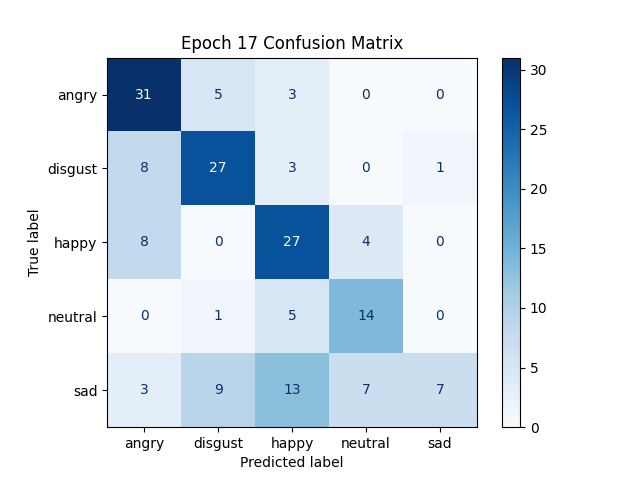 Epoch 17 Confusion Matrix
True label
angry 31 5 3 0 0
disgust 8 27 3 0 1
happy 8 0 27 4 0
neutral 0 1 5 14 0
sad 3 9 13 7 7
angry disgust happy neutral sad
Predicted label
30
25
20
15
10
5
0